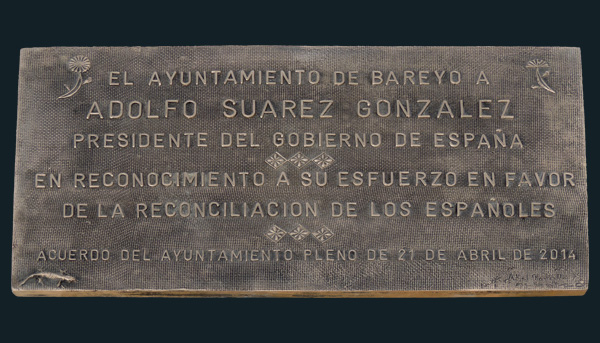 EL AYUNTAMIENTO DE BAREYO A
ADOLFO SUAREZ GONZALEZ
PRESIDENTE DEL GOBIERNO DE ESPAÑA
EN RECONOCIMIENTO A SU ESFUERZO EN FAVOR
DE LA RECONCILIACION DE LOS ESPAÑOLES
ACUERDO DEL AYUNTAMIENTO PLENO DE 21 DE ABRIL DE 2014